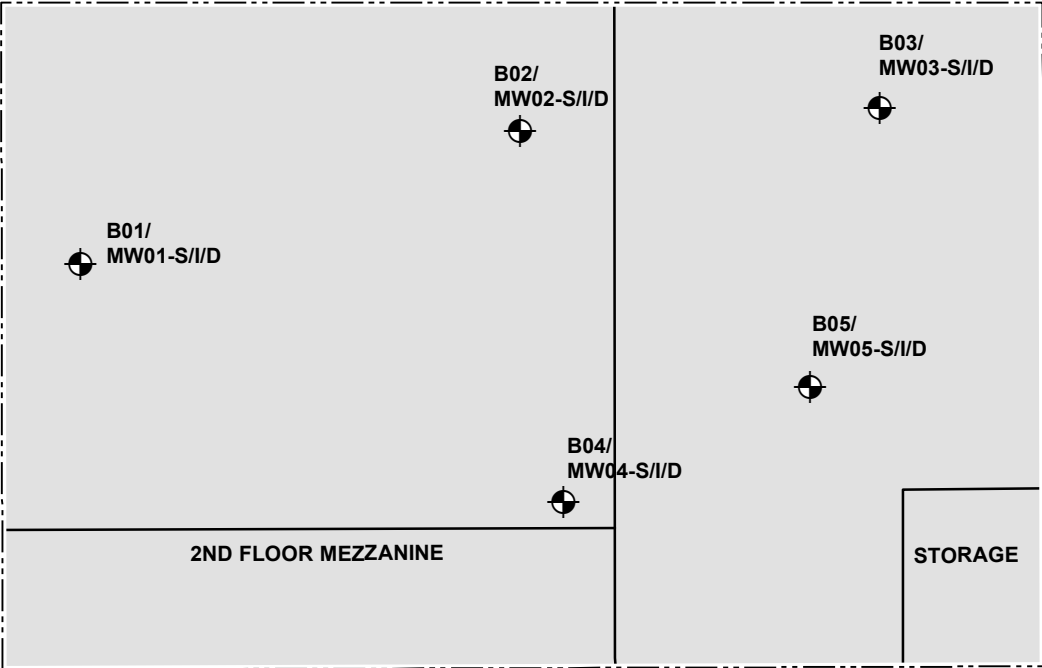 B03/
MW03-S/I/D
B02/
MW02-S/I/D
B01/
MW01-S/I/D
B05/
MW05-S/I/D
B04/
MW04-S/I/D
2ND FLOOR MEZZANINE
STORAGE